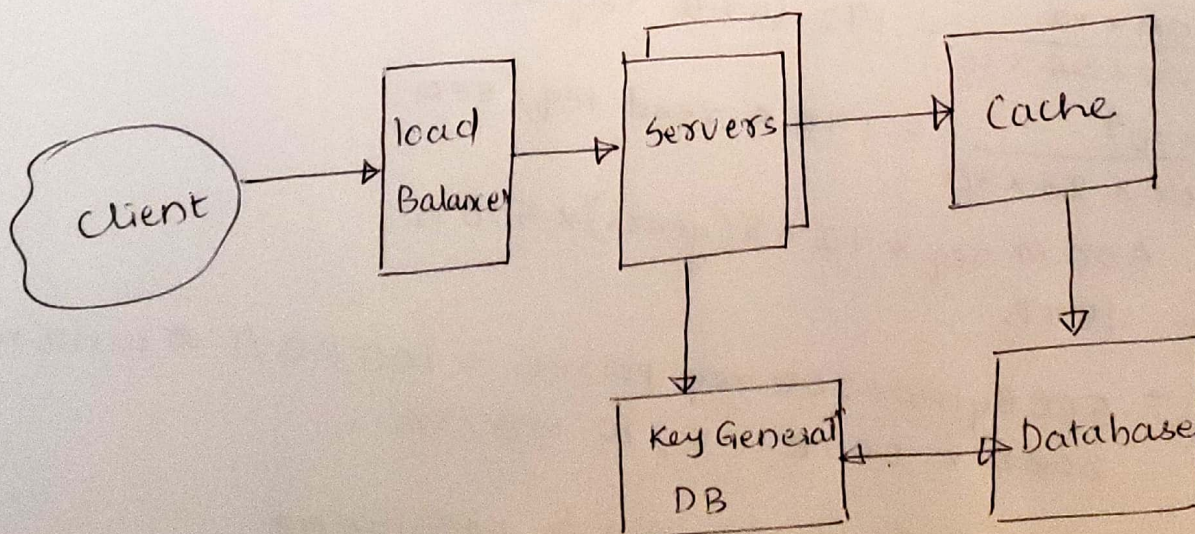 Client
load
Balancer
Servers
Cache
Key Generat
DB
Database